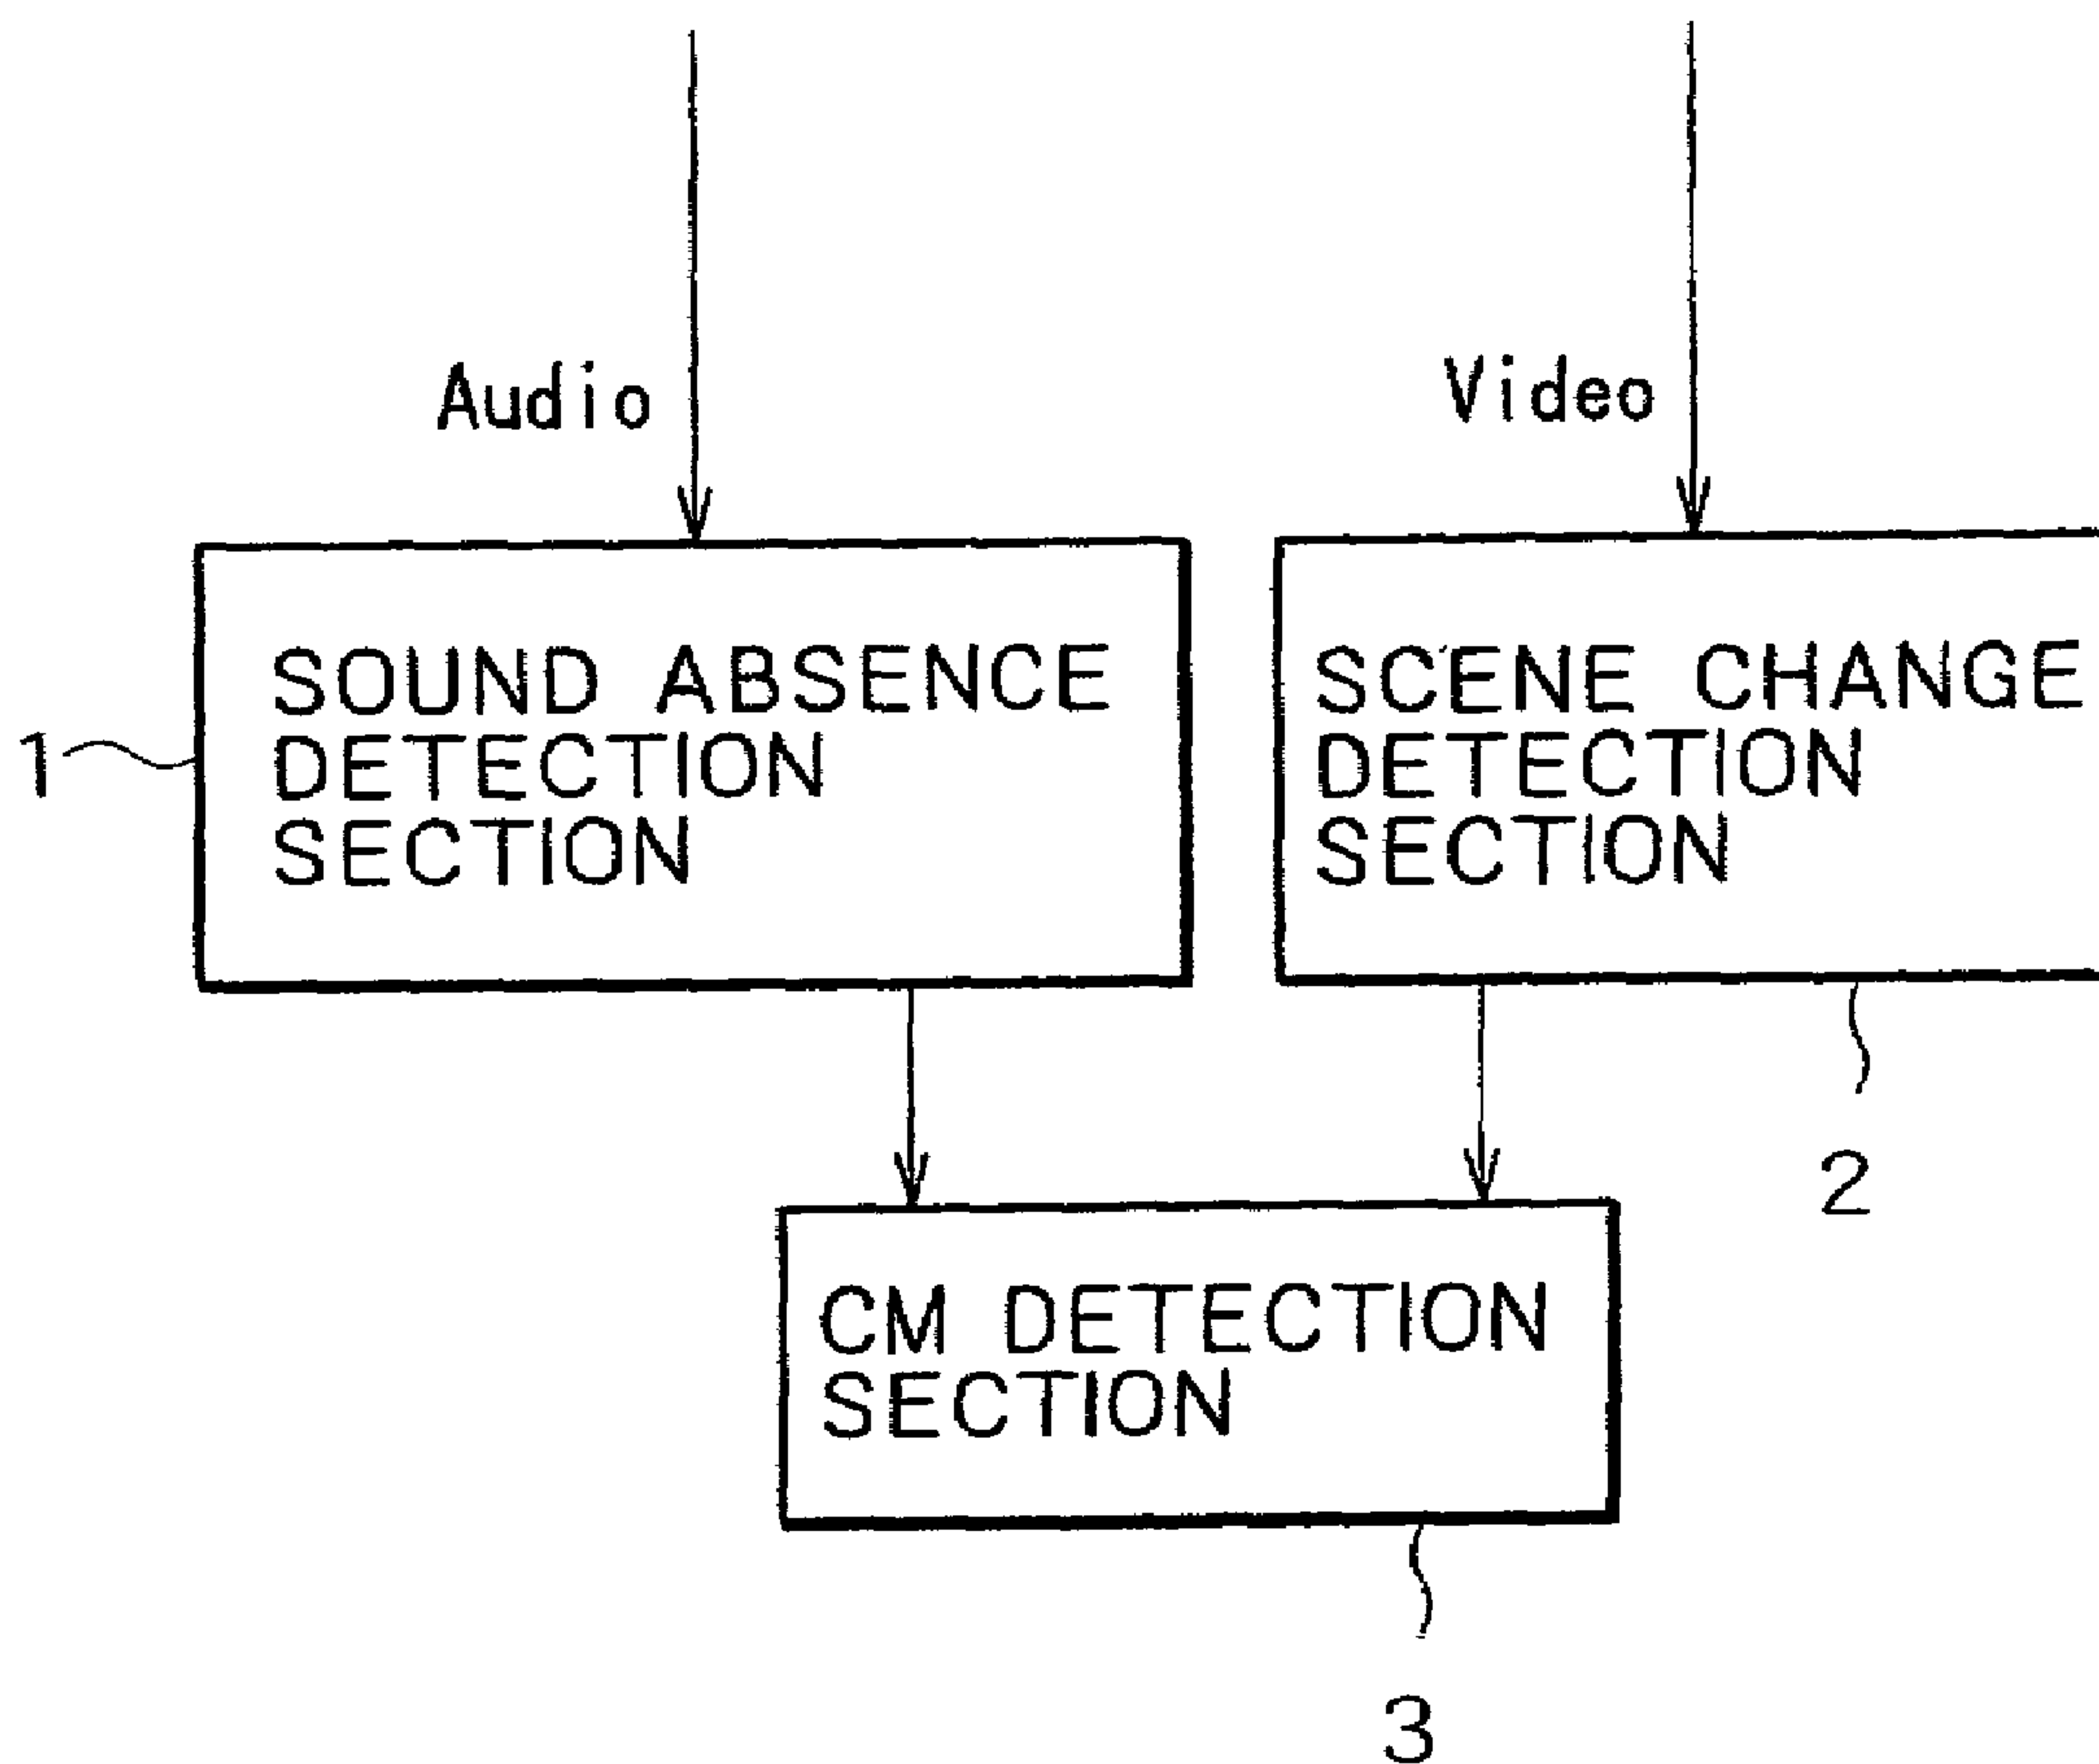 Audio
Video
SOUND ABSENCE
DETECTION
SECTION
1
SCENE CHANGE
DETECTION
SECTION
2
CM DETECTION
SECTION
3